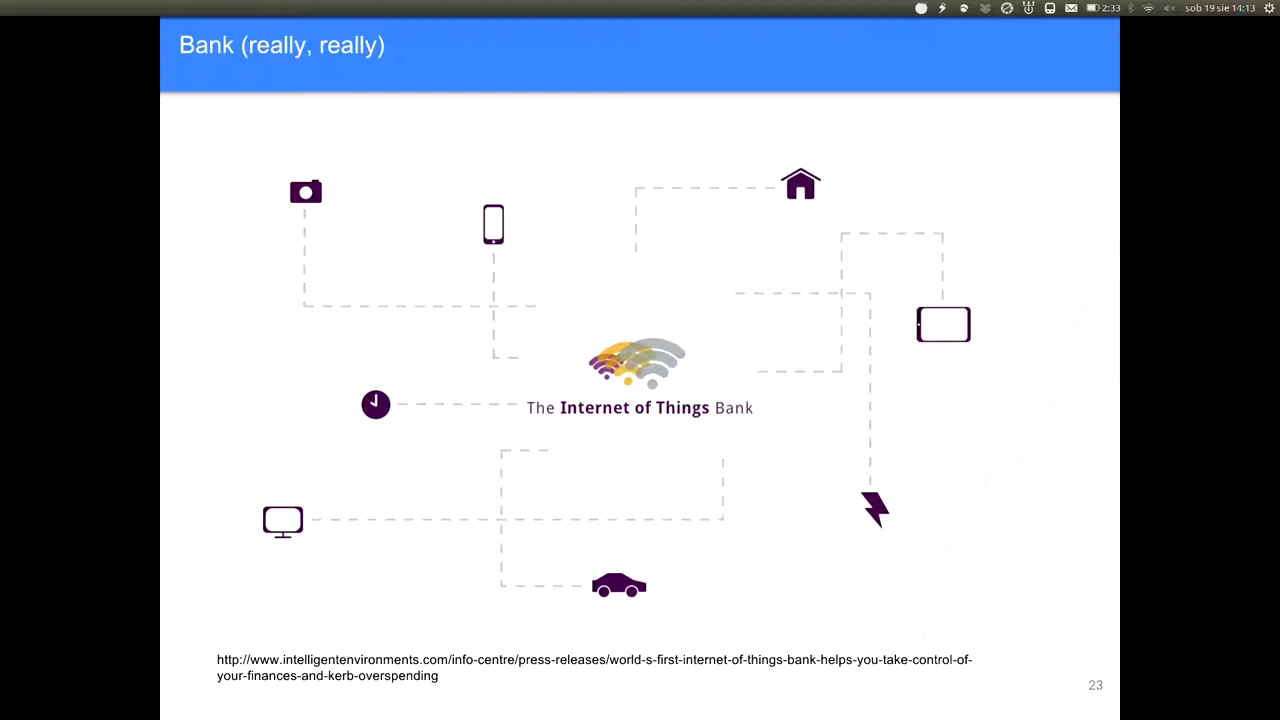 2:33 sob 19 sie 14:13
Bank (really, really)
The Internet of Things Bank
http://www.intelligentenvironments.com/info-centre/press-releases/world-s-first-internet-of-things-bank-helps-you-take-control-of-
your-finances-and-kerb-overspending
23